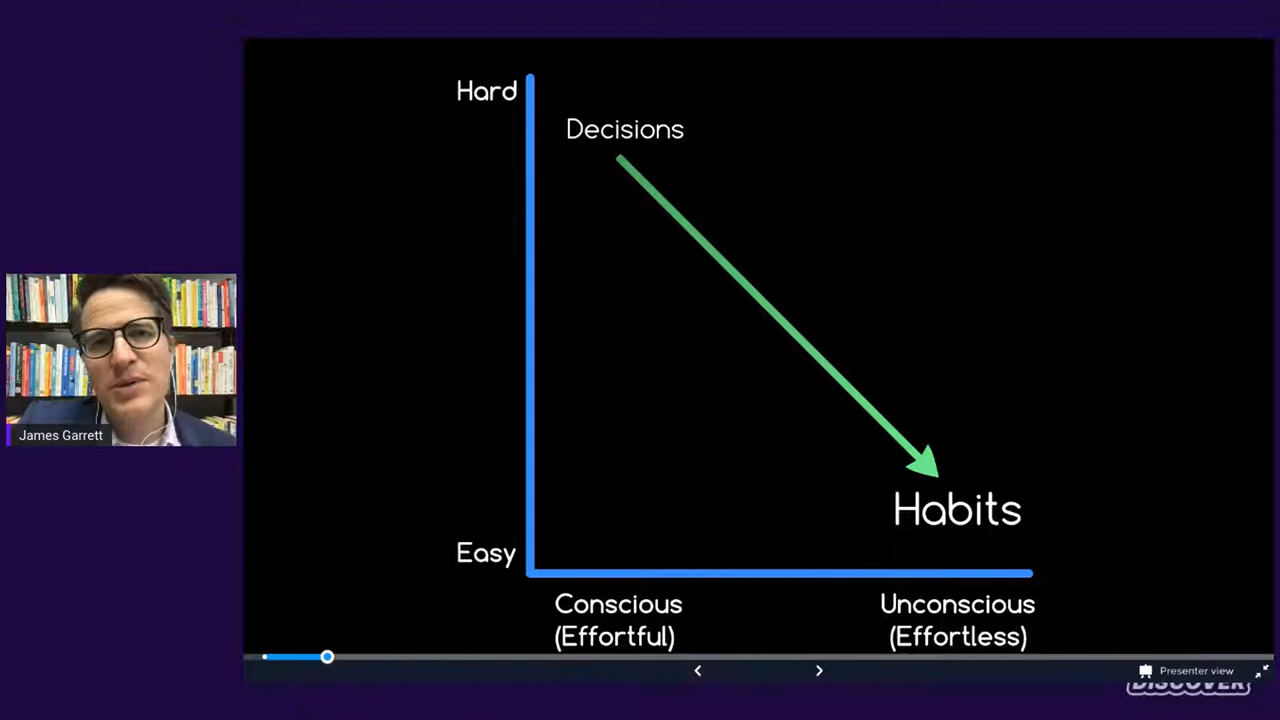 Hard
Decisions
Habits
Easy
Conscious
(Effortful)
Unconscious
(Effortless)
James Garrett
Presenter view
DISCOVER